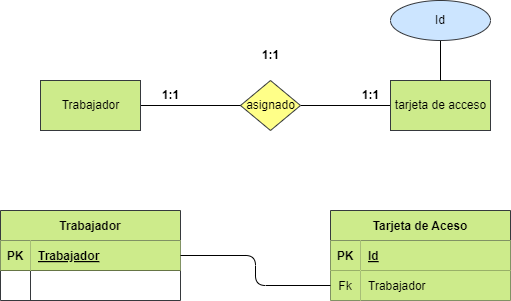 Id
1:1
1:1
1:1
Trabajador
asignado
tarjeta de acceso
Trabajador
PK
Trabajador
Tarjeta de Aceso
PK
Id
Fk
Trabajador